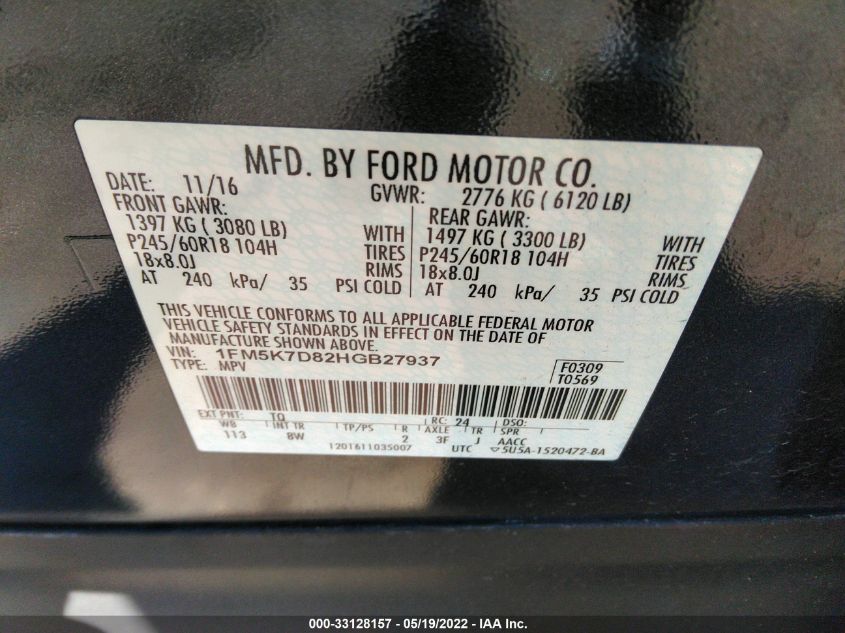 MFD. BY FORD MOTOR CO.
DATE: 11/16 GVWR: 2776 KG ( 6120 LB)
FRONT GAWR: REAR GAWR:
1397 KG ( 3080 LB) WITH 1497 KG ( 3300 LB) WITH
P245/60R18 104H TIRES P245/60R18 104H TIRES
18x8.0J RIMS 18x8.0J RIMS
AT 240 kPa/ 35 PSI COLD AT 240 kPa/ 35 PSI COLD
THIS VEHICLE CONFORMS TO ALL APPLICABLE FEDERAL MOTOR
VEHICLE SAFETY STANDARDS IN EFFECT ON THE DATE OF
MANUFACTURE SHOWN ABOVE.
VIN: 1FM5K7D82HGB27937 F0309
TYPE: MPV T0569
EXT PNT: TQ RC: 24 DSO:
WB INT TR TP/PS R AXLE TR SPR
113 8W 2 3F J AACC
120T611035007 UTC ▽5U5A-1520472-BA
000-33128157 - 05/19/2022 - IAA Inc.